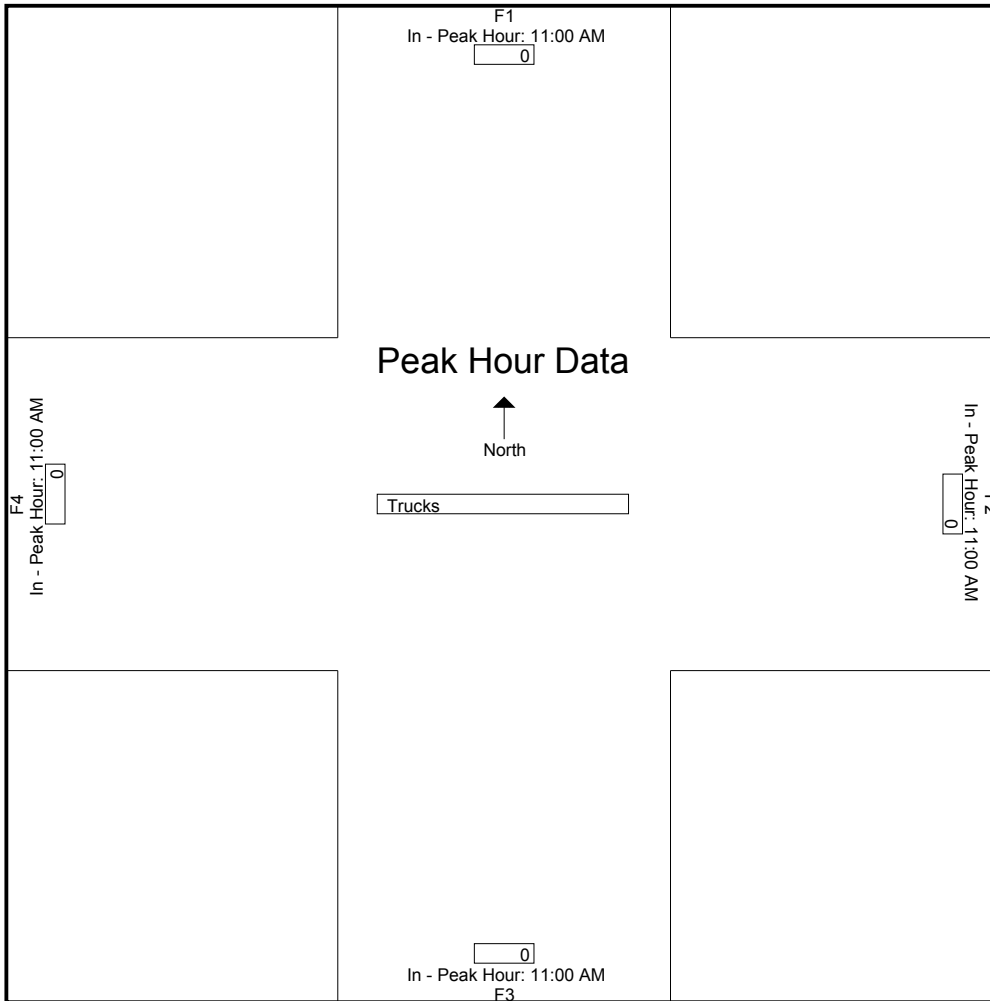 F1
In - Peak Hour: 11:00 AM
0
Peak Hour Data
North
Trucks
F4
In - Peak Hour: 11:00 AM
0
0
In - Peak Hour: 11:00 AM
F2
0
In - Peak Hour: 11:00 AM
F3